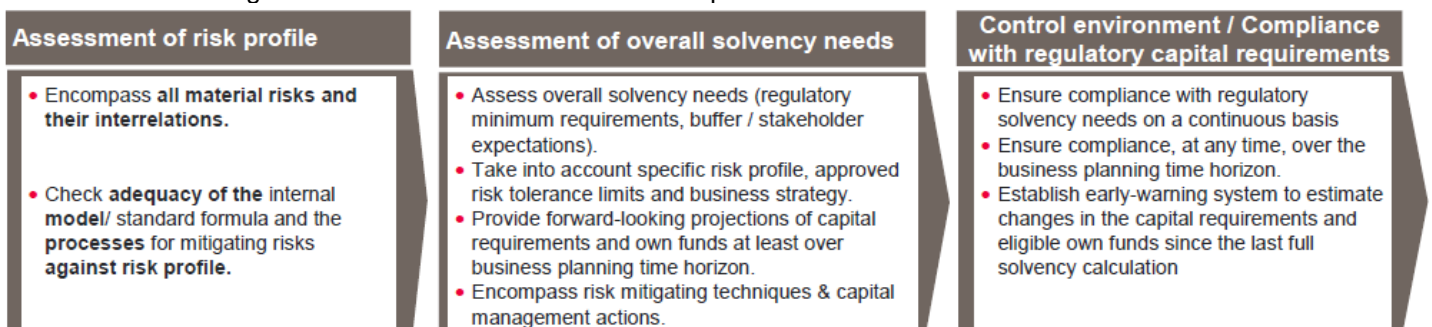 Assessment of risk profile
• Encompass all material risks and
their interrelations.
• Check adequacy of the internal
model/ standard formula and the
processes for mitigating risks
against risk profile.
Assessment of overall solvency needs
• Assess overall solvency needs (regulatory
minimum requirements, buffer / stakeholder
expectations).
• Take into account specific risk profile, approved
risk tolerance limits and business strategy.
• Provide forward-looking projections of capital
requirements and own funds at least over
business planning time horizon.
• Encompass risk mitigating techniques & capital
management actions.
Control environment / Compliance
with regulatory capital requirements
• Ensure compliance with regulatory
solvency needs on a continuous basis
• Ensure compliance, at any time, over the
business planning time horizon.
• Establish early-warning system to estimate
changes in the capital requirements and
eligible own funds since the last full
solvency calculation